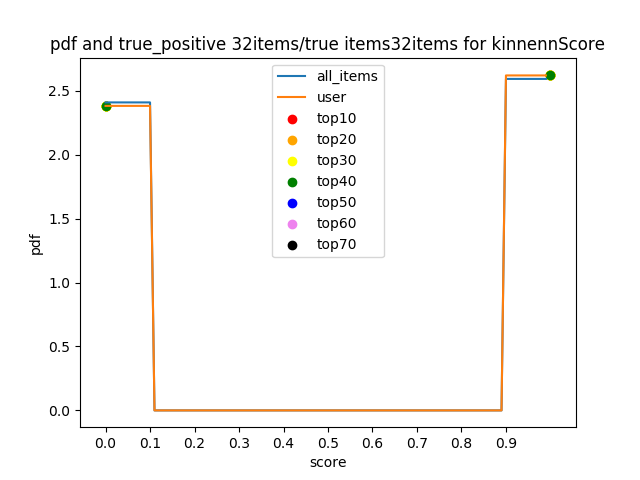 pdf and true_positive 32items/true items32items for kinnennScore
all_items
user
top10
top20
top30
top40
top50
top60
top70
2.5
2.0
1.5
1.0
0.5
0.0
pdf
0.0 0.1 0.2 0.3 0.4 0.5 0.6 0.7 0.8 0.9
score